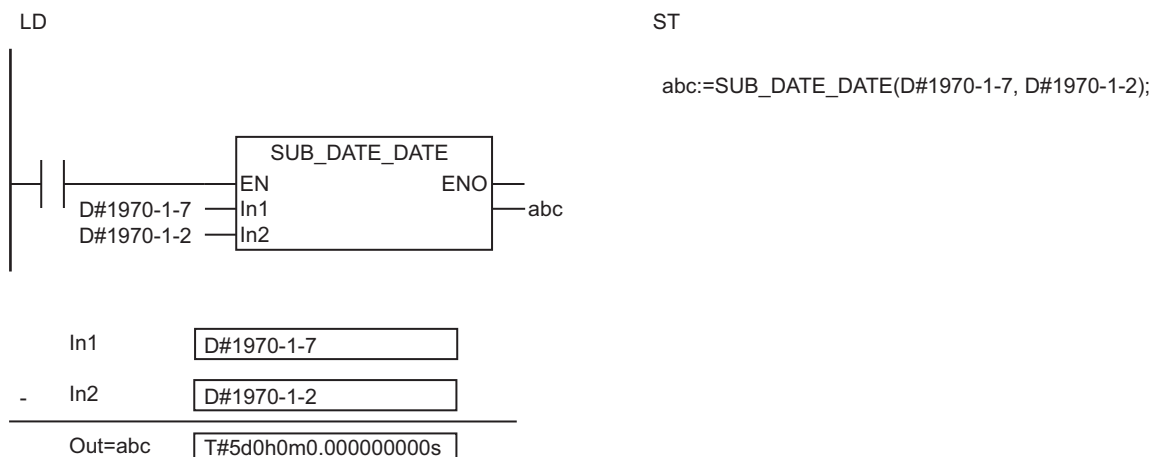 LD
ST
abc:=SUB_DATE_DATE(D#1970-1-7, D#1970-1-2);
SUB_DATE_DATE
EN ENO
D#1970-1-7 In1 abc
D#1970-1-2 In2
In1 D#1970-1-7
- In2 D#1970-1-2
Out=abc T#5d0h0m0.000000000s